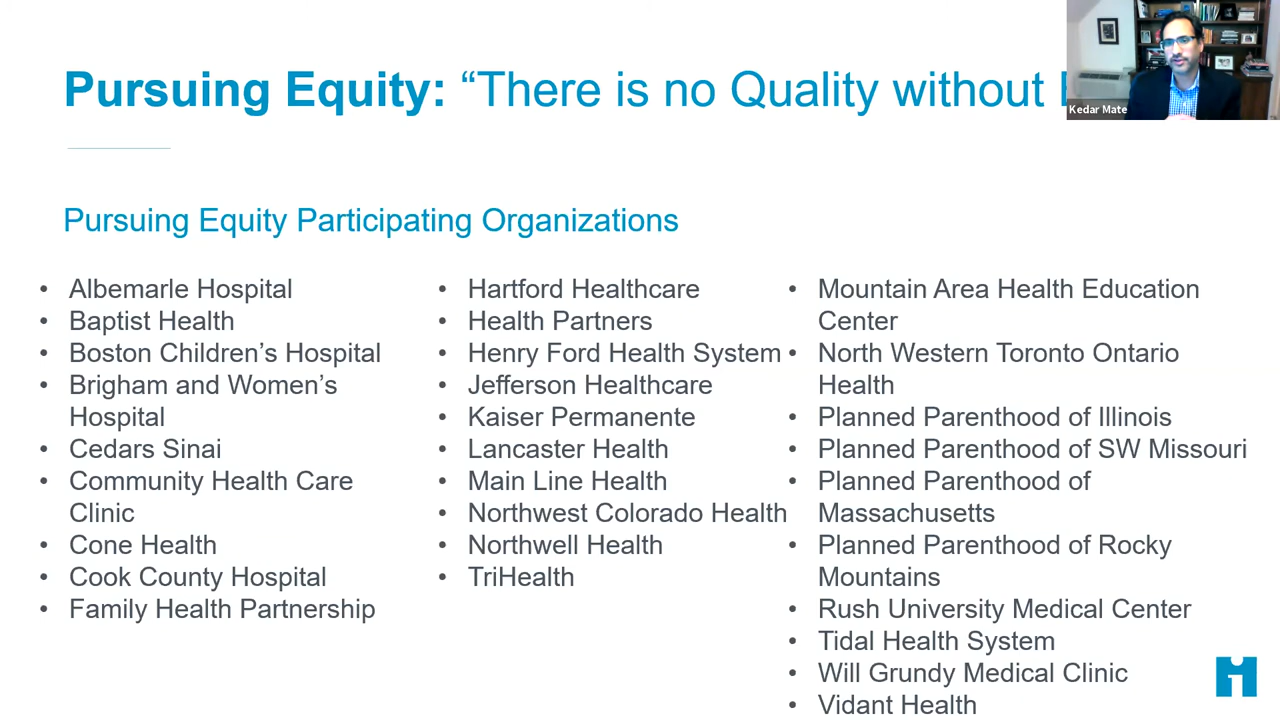 Pursuing Equity: “There is no Quality without
Kedar Mate
Pursuing Equity Participating Organizations
• Albemarle Hospital
• Baptist Health
• Boston Children’s Hospital
• Brigham and Women’s
Hospital
• Cedars Sinai
• Community Health Care
Clinic
• Cone Health
• Cook County Hospital
• Family Health Partnership
• Hartford Healthcare
• Health Partners
• Henry Ford Health System
• Jefferson Healthcare
• Kaiser Permanente
• Lancaster Health
• Main Line Health
• Northwest Colorado Health
• Northwell Health
• TriHealth
• Mountain Area Health Education
Center
• North Western Toronto Ontario
Health
• Planned Parenthood of Illinois
• Planned Parenthood of SW Missouri
• Planned Parenthood of
Massachusetts
• Planned Parenthood of Rocky
Mountains
• Rush University Medical Center
• Tidal Health System
• Will Grundy Medical Clinic
• Vidant Health